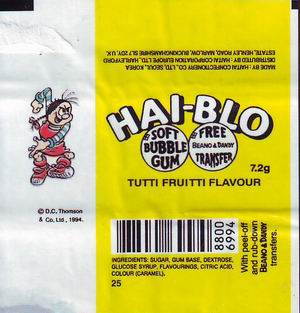 MADE BY : HAITAI CONFECTIONERY CO., LTD, SEOUL KOREA
DISTRIBUTED BY : HAITAI CORPORATION EUROPE LTD, HARLEYFORD
ESTATE, HENLEY ROAD, MARLOW, BUCKINGHAMSHIRE SL7 2DY, U.K.
HAI-BLO
SOFT
BUBBLE
GUM
FREE
BEANO & DANDY
TRANSFER
7.2g
TUTTI FRUITTI FLAVOUR
© D.C. Thomson
& Co, Ltd , 1994.
8800
6994
With peel-off
and rub-down
BEANO & DANDY
transfers.
INGREDIENTS: SUGAR, GUM BASE, DEXTROSE,
GLUCOSE SYRUP, FLAVOURINGS, CITRIC ACID,
COLOUR (CARAMEL).
25